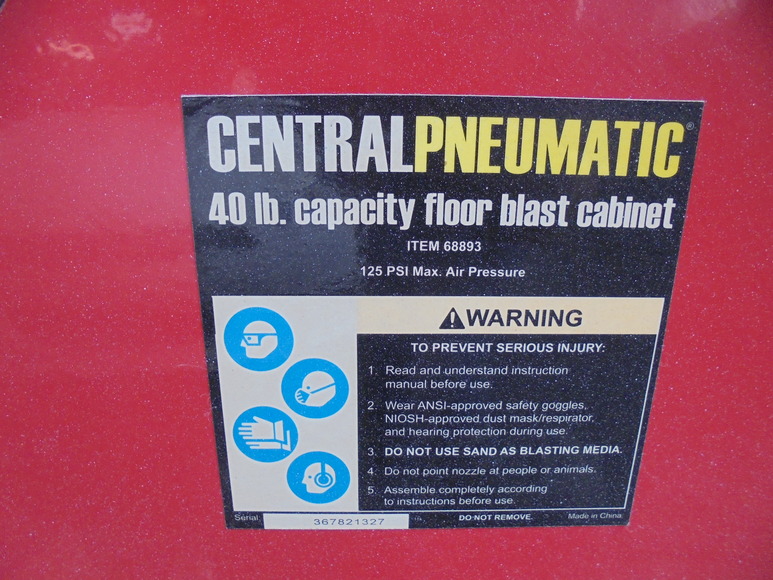 CENTRALPNEUMATIC®
40 lb. capacity floor blast cabinet
ITEM 68893
125 PSI Max. Air Pressure
WARNING
TO PREVENT SERIOUS INJURY:
1. Read and understand instruction
manual before use.
2. Wear ANSI-approved safety goggles,
NIOSH-approved dust mask/respirator,
and hearing protection during use.
3. DO NOT USE SAND AS BLASTING MEDIA.
4. Do not point nozzle at people or animals.
5. Assemble completely according
to instructions before use.
Serial: 367821327 DO NOT REMOVE. Made in China.